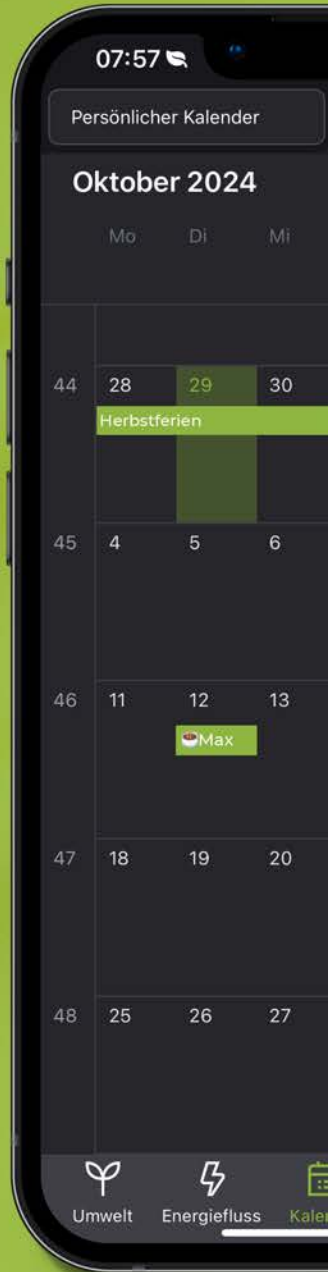 07:57
Persönlicher Kalender
Oktober 2024
Mo Di Mi
44 28 29 30
Herbstferien
45 4 5 6
46 11 12 13
Max
47 18 19 20
48 25 26 27
Umwelt Energiefluss Kalen